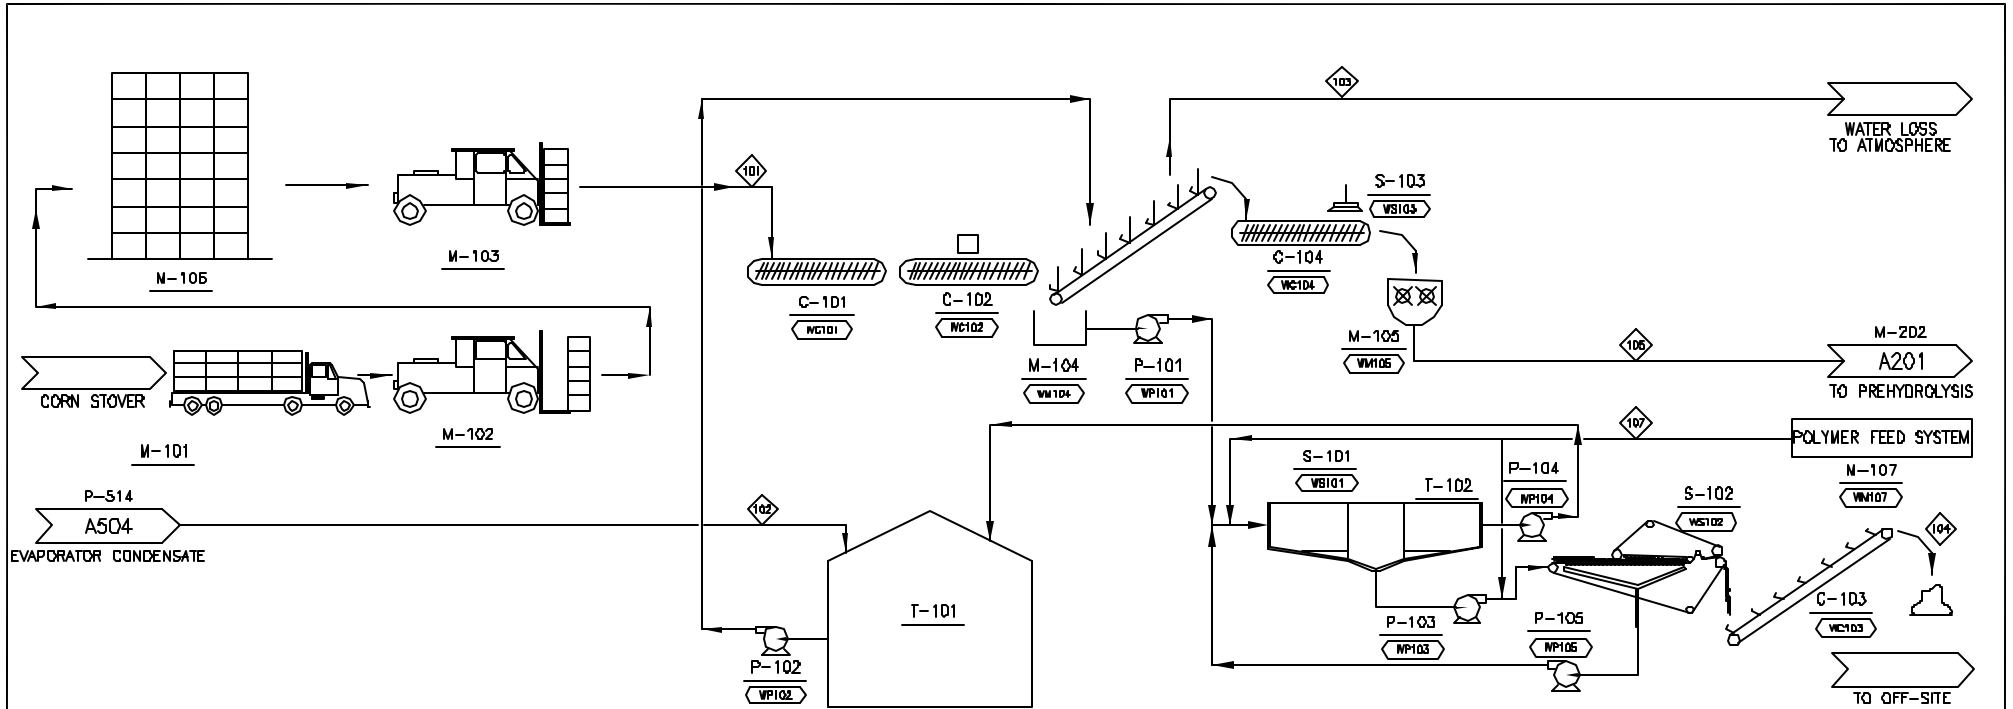 103
WATER LOSS
TO ATMOSPHERE
101
S-103
WS103
M-103
M-106
C-101
WC101
C-102
WC102
C-104
WC104
M-105
WM105
105
M-202
A201
TO PREHYDROLYSIS
CORN STOVER
M-101
M-102
M-104
WM104
P-101
WP101
107
POLYMER FEED SYSTEM
M-107
WM107
S-101
WS101
T-102
P-104
WP104
S-102
WS102
104
P-514
A504
EVAPORATOR CONDENSATE
102
T-101
P-102
WP102
P-103
WP103
P-105
WP105
C-103
WC103
TO OFF-SITE